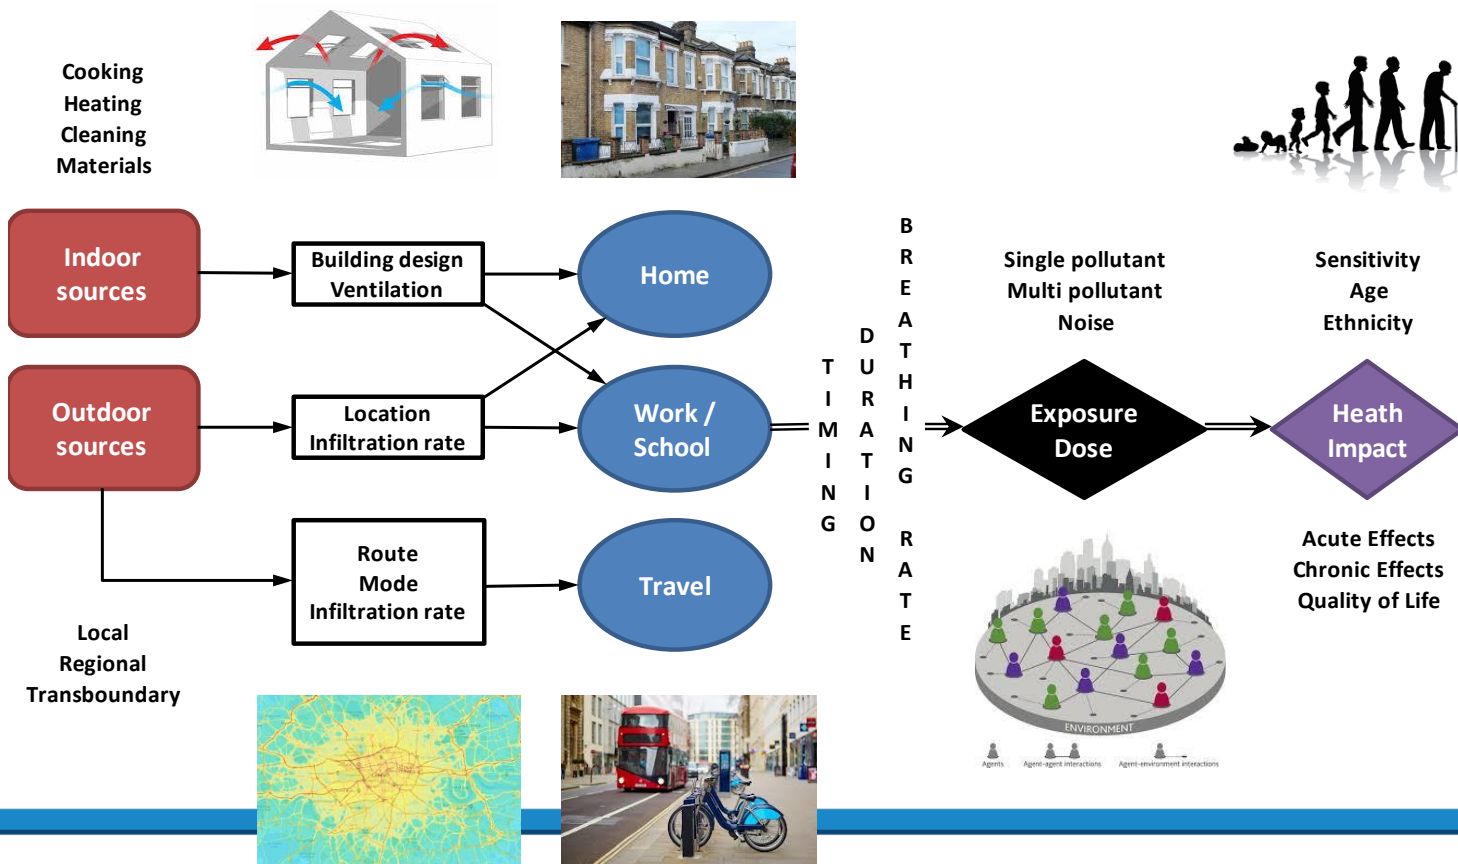 Cooking
Heating
Cleaning
Materials
Indoor
sources
Building design
Ventilation
Home
Outdoor
sources
Location
Infiltration rate
Work /
School
Route
Mode
Infiltration rate
Travel
Local
Regional
Transboundary
TIMING
DURATION
BREATHING RATE
Single pollutant
Multi pollutant
Noise
Exposure
Dose
ENVIRONMENT
Agents
Agent-agent interactions
Agent-environment interactions
Sensitivity
Age
Ethnicity
Heath
Impact
Acute Effects
Chronic Effects
Quality of Life